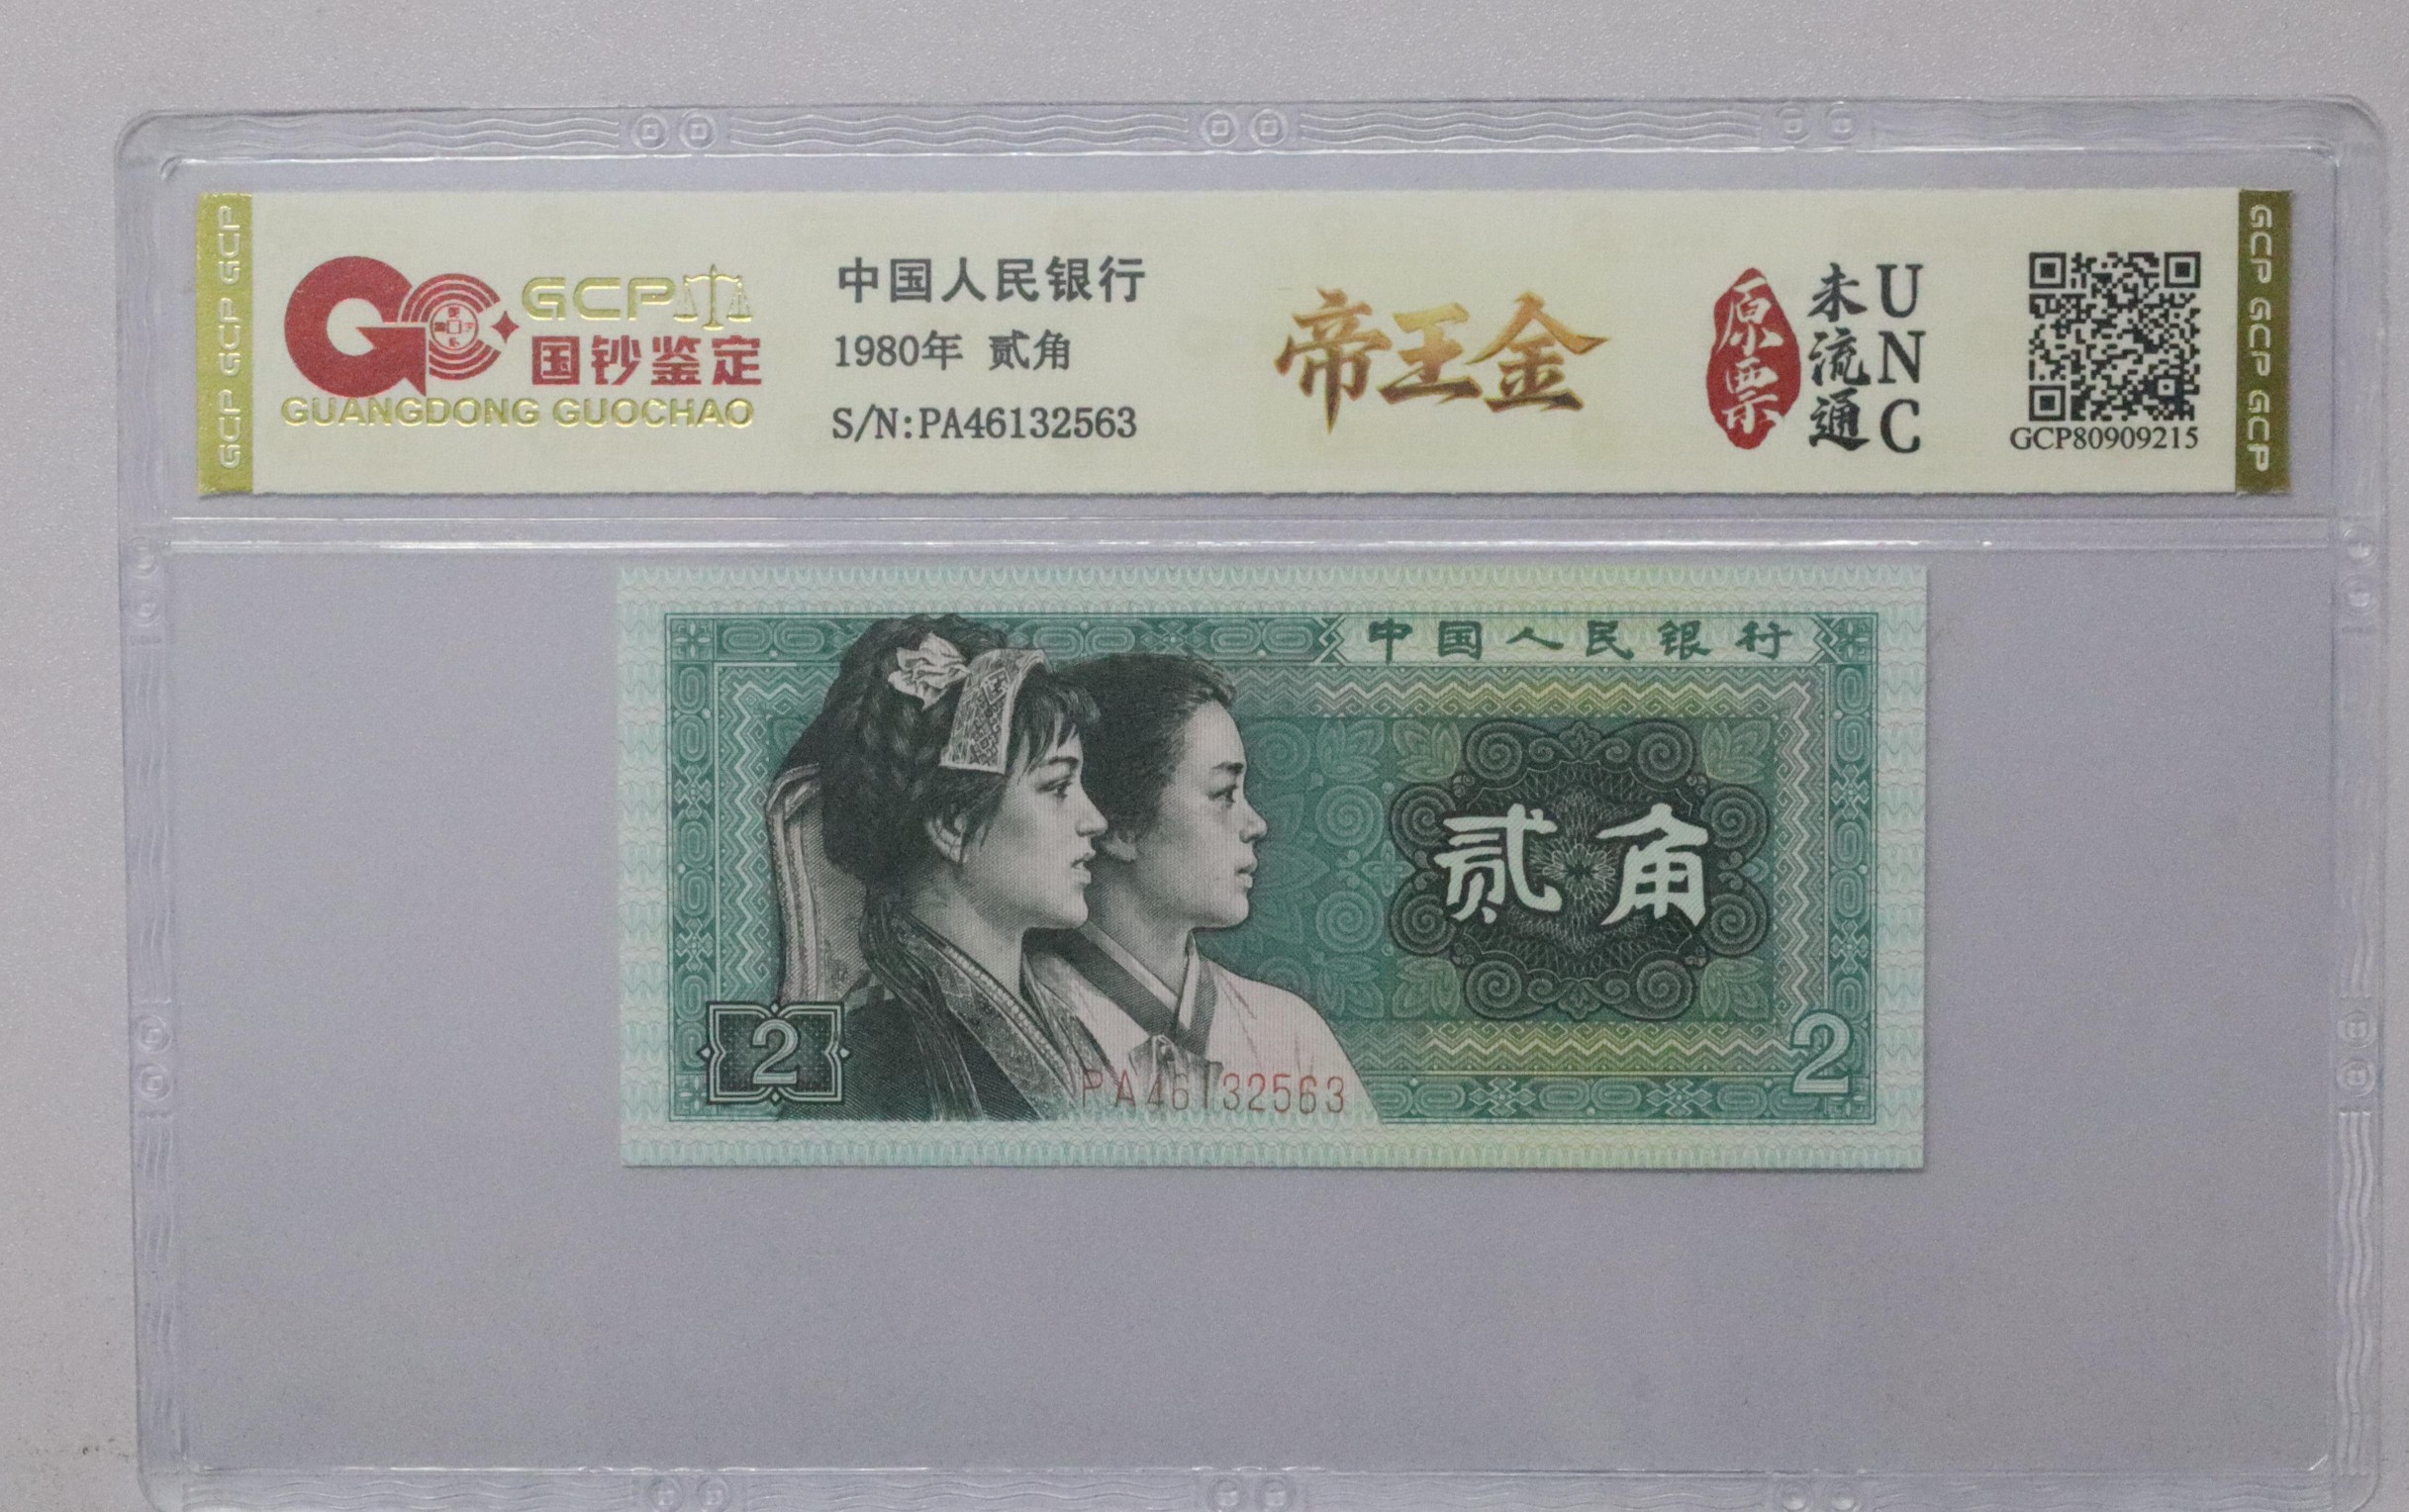 GCP GCP GCP
GCP
国钞鉴定
GUANGDONG GUOCHAO
中国人民银行
1980年 贰角
S/N:PA46132563
帝王金
原票
未流通
UNC
GCP80909215
GCP GCP GCP
中国人民银行
贰角
2
PA46132563
2